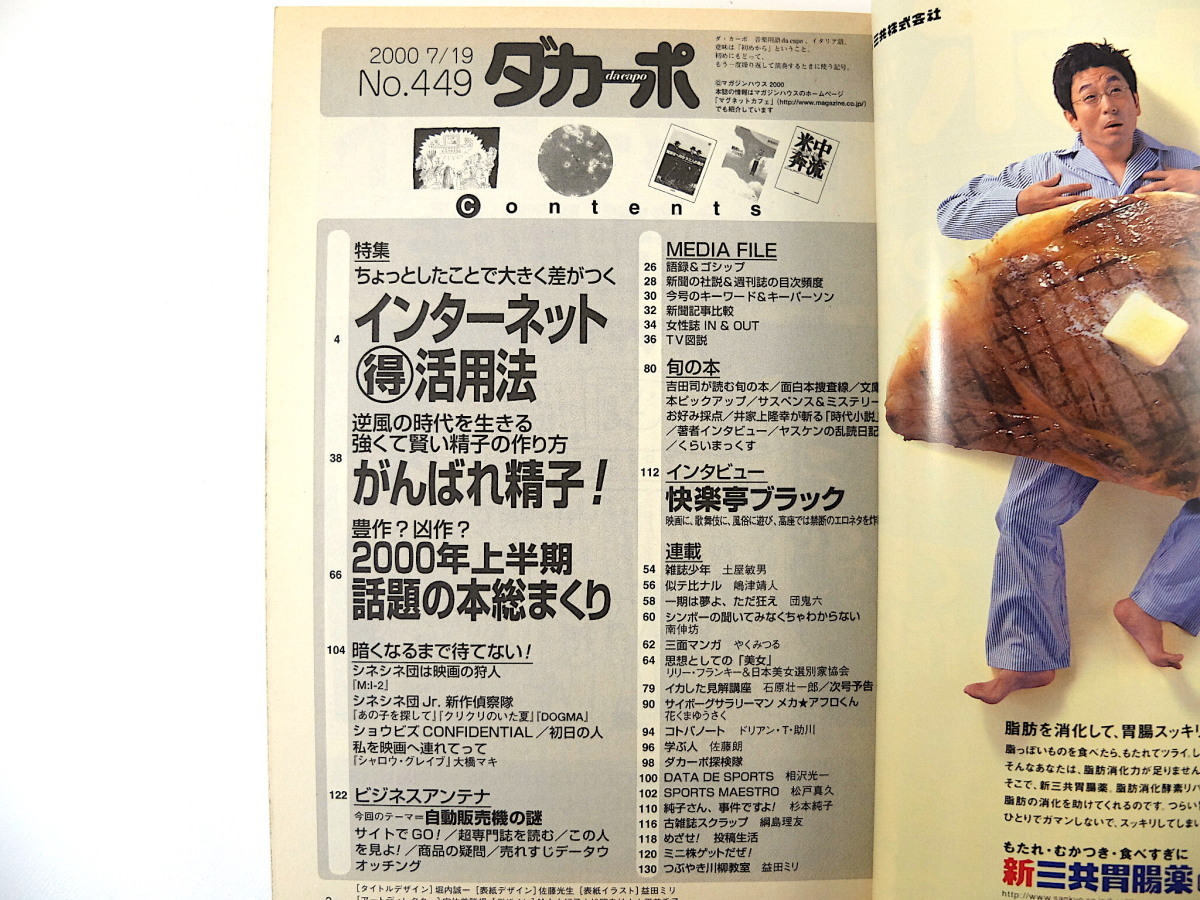 2000 7/19
No.449
ダカーポ
da capo
ダ・カーポ 音楽用語 da capo 、イタリア語。
意味は「初めから」ということ。
初めにもどって、
もう一度繰り返して演奏するときに使う記号。
©マガジンハウス 2000
本誌の情報はマガジンハウスのホームページ
「マグネットカフェ」(http://www.magazine.co.jp/)
でも紹介しています
米中
奔流
Contents
特集
ちょっとしたことで大きく差がつく
4
インターネット
得活用法
逆風の時代を生きる
強くて賢い精子の作り方
38
がんばれ精子!
豊作?凶作?
66
2000年上半期
話題の本総まくり
104 暗くなるまで待てない!
シネシネ団は映画の狩人
『M:I-2』
シネシネ団 Jr. 新作偵察隊
『あの子を探して』『クリクリのいた夏』『DOGMA』
ショウビズ CONFIDENTIAL/初日の人
私を映画へ連れてって
『シャロウ・グレイブ』大橋マキ
122 ビジネスアンテナ
今回のテーマ=自動販売機の謎
サイトでGO!/超専門誌を読む/この人
を見よ!/商品の疑問/売れすじデータウ
オッチング
MEDIA FILE
26 語録&ゴシップ
28 新聞の社説&週刊誌の目次頻度
30 今号のキーワード&キーパーソン
32 新聞記事比較
34 女性誌 IN & OUT
36 TV図説
80 旬の本
吉田司が読む旬の本/面白本捜査線/文庫
本ピックアップ/サスペンス&ミステリー
お好み採点/井家上隆幸が斬る「時代小説」
/著者インタビュー/ヤスケンの乱読日記
/くらいまっくす
112 インタビュー
快楽亭ブラック
映画に、歌舞伎に、風俗に遊び、高座では禁断のエロネタを炸
連載
54 雑誌少年 土屋敏男
56 似テ比ナル 嶋津靖人
58 一期は夢よ、ただ狂え 団鬼六
60 シンボーの聞いてみなくちゃわからない
南伸坊
62 三面マンガ やくみつる
64 思想としての「美女」
リリー・フランキー&日本美女選別家協会
79 イカした見解講座 石原壮一郎/次号予告
90 サイボーグサラリーマン メカ★アフロくん
花くまゆうさく
94 コトバノート ドリアン・T・助川
96 学ぶ人 佐藤朗
98 ダカーポ探検隊
100 DATA DE SPORTS 相沢光一
102 SPORTS MAESTRO 松戸真久
110 純子さん、事件ですよ! 杉本純子
116 古雑誌スクラップ 綱島理友
118 めざせ! 投稿生活
120 ミニ株ゲットだぜ!
130 つぶやき川柳教室 益田ミリ
[タイトルデザイン]堀内誠一 [表紙デザイン]佐藤光生 [表紙イラスト]益田ミリ
三共株式会社
脂肪を消化して、胃腸スッキリ
脂っぽいものを食べたら、もたれてツライ。し
そんなあなたは、脂肪消化力が足りません
そこで、新三共胃腸薬。脂肪消化酵素リパ
脂肪の消化を助けてくれるのです。つらい
ひとりでガマンしないで、スッキリしてしまい
もたれ・むかつき・食べすぎに
新三共胃腸薬